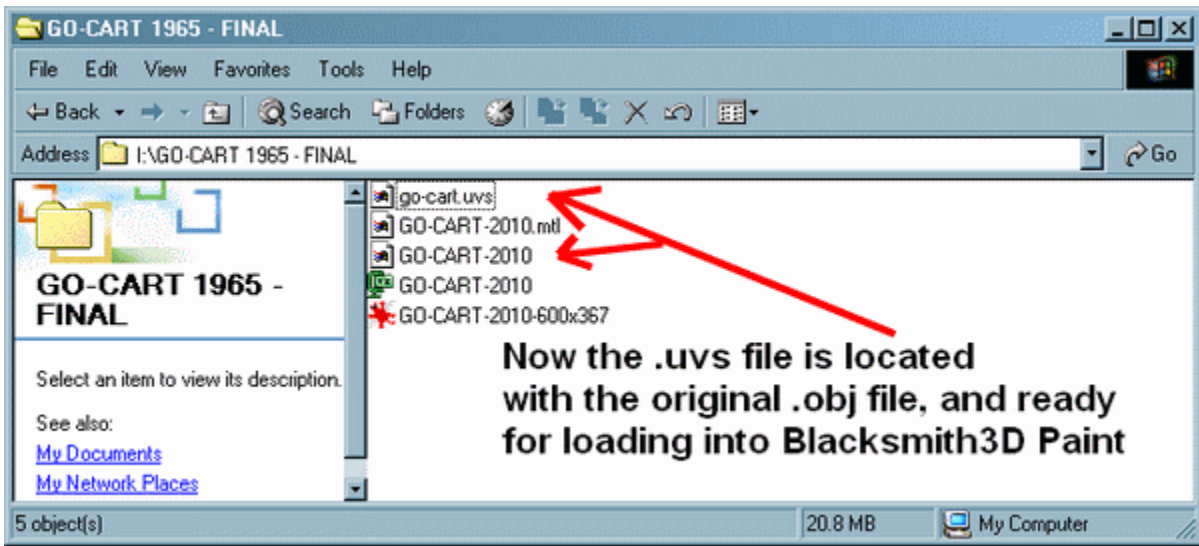 GO-CART 1965 - FINAL
File Edit View Favorites Tools Help
Back Search Folders
Address I:\GO-CART 1965 - FINAL Go
go-cart.uvs
GO-CART-2010.mtl
GO-CART-2010
GO-CART-2010
GO-CART-2010-600x367
GO-CART 1965 -
FINAL
Select an item to view its description.
See also:
My Documents
My Network Places
Now the .uvs file is located
with the original .obj file, and ready
for loading into Blacksmith3D Paint
5 object(s) 20.8 MB My Computer